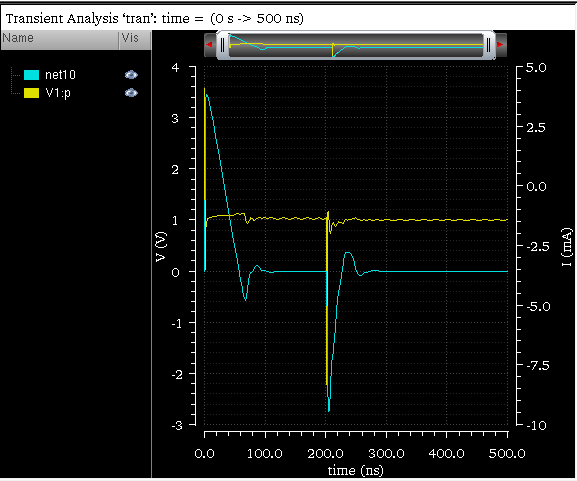 Transient Analysis ‘tran’: time = (0 s -> 500 ns)
Name Vis
net10
V1:p
4 5.0
3 2.5
2 0.0
1 -2.5
0
-1 -5.0
-2 -7.5
-3 -10
V (V)
I (mA)
0.0 100.0 200.0 300.0 400.0 500.0
time (ns)